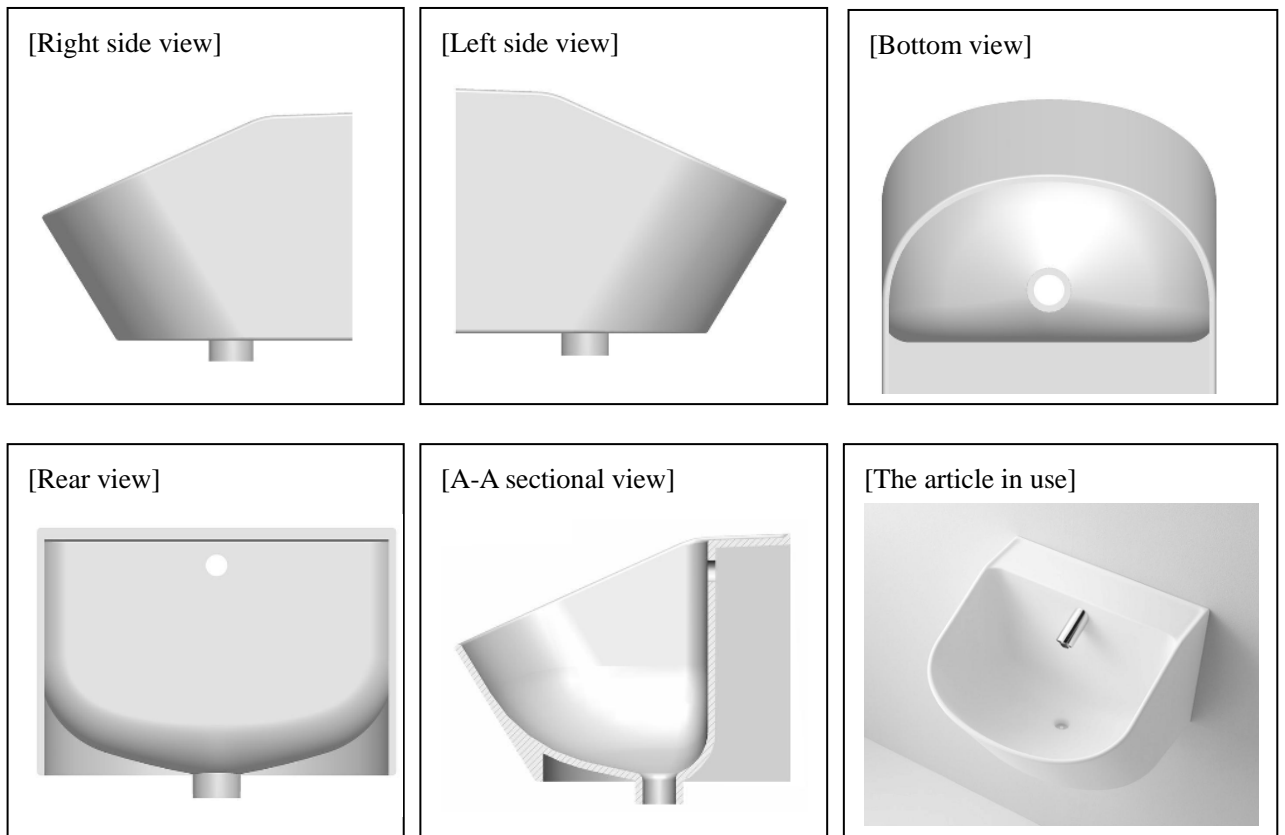 [Right side view]
[Left side view]
[Bottom view]
[Rear view]
[A-A sectional view]
[The article in use]